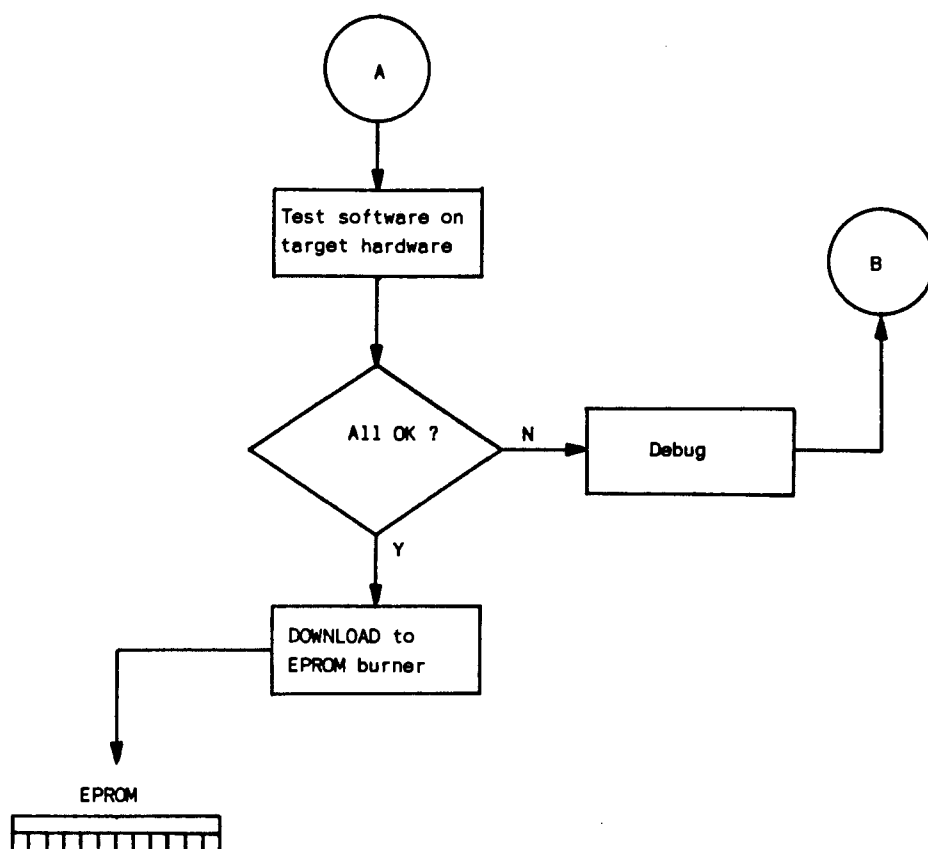 A
Test software on
target hardware
B
All OK ?
N
Debug
Y
DOWNLOAD to
EPROM burner
EPROM